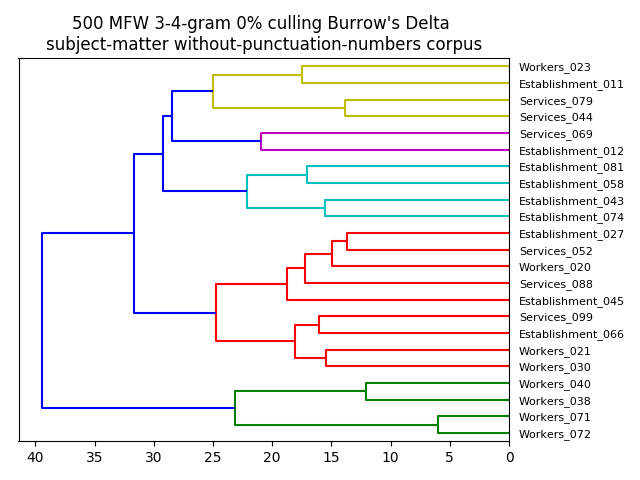 500 MFW 3-4-gram 0% culling Burrow's Delta
subject-matter without-punctuation-numbers corpus
Workers_023
Establishment_011
Services_079
Services_044
Services_069
Establishment_012
Establishment_081
Establishment_058
Establishment_043
Establishment_074
Establishment_027
Services_052
Workers_020
Services_088
Establishment_045
Services_099
Establishment_066
Workers_021
Workers_030
Workers_040
Workers_038
Workers_071
Workers_072
40 35 30 25 20 15 10 5 0